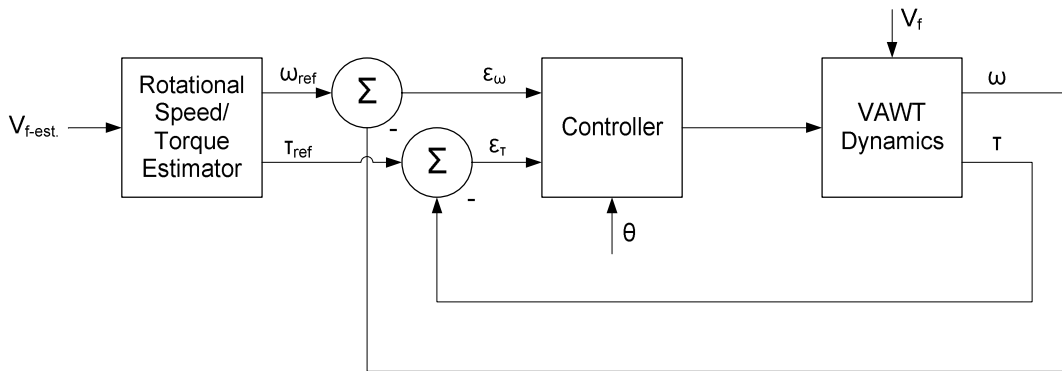 V_f-est.
Rotational
Speed/
Torque
Estimator
ω_ref
τ_ref
Σ
-
Σ
-
ε_ω
ε_τ
Controller
θ
V_f
VAWT
Dynamics
ω
τ